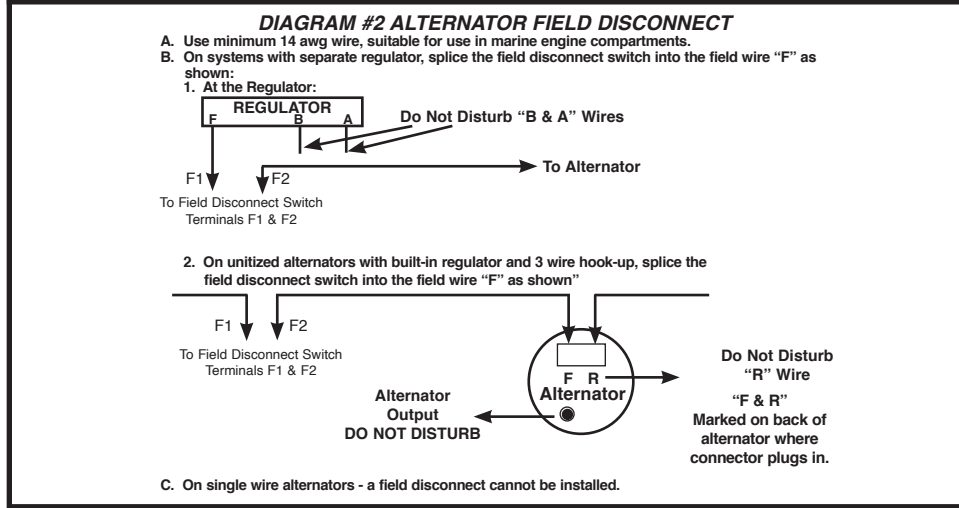 DIAGRAM #2 ALTERNATOR FIELD DISCONNECT
A. Use minimum 14 awg wire, suitable for use in marine engine compartments.
B. On systems with separate regulator, splice the field disconnect switch into the field wire “F” as
shown:
1. At the Regulator:
REGULATOR
F B A
Do Not Disturb “B & A” Wires
To Alternator
F1 F2
To Field Disconnect Switch
Terminals F1 & F2
2. On unitized alternators with built-in regulator and 3 wire hook-up, splice the
field disconnect switch into the field wire “F” as shown”
F1 F2
To Field Disconnect Switch
Terminals F1 & F2
F R
Alternator
Alternator
Output
DO NOT DISTURB
Do Not Disturb
“R” Wire
“F & R”
Marked on back of
alternator where
connector plugs in.
C. On single wire alternators - a field disconnect cannot be installed.